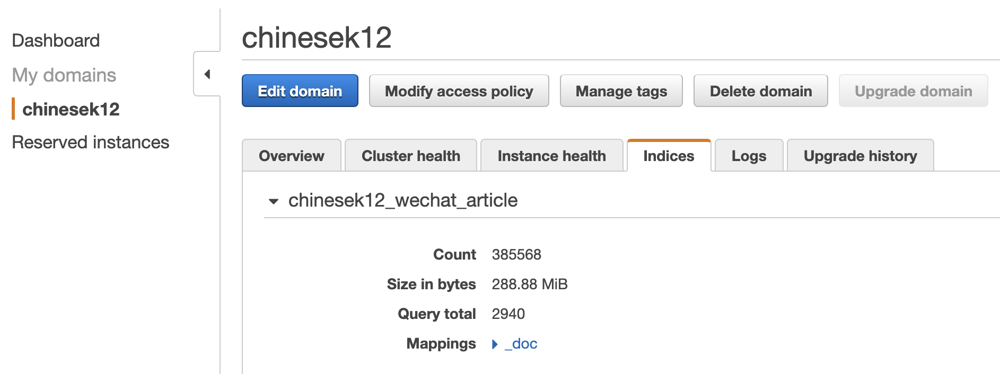 Dashboard
My domains
chinesek12
Reserved instances
chinesek12
Edit domain Modify access policy Manage tags Delete domain Upgrade domain
Overview Cluster health Instance health Indices Logs Upgrade history
chinesek12_wechat_article
Count 385568
Size in bytes 288.88 MiB
Query total 2940
Mappings _doc